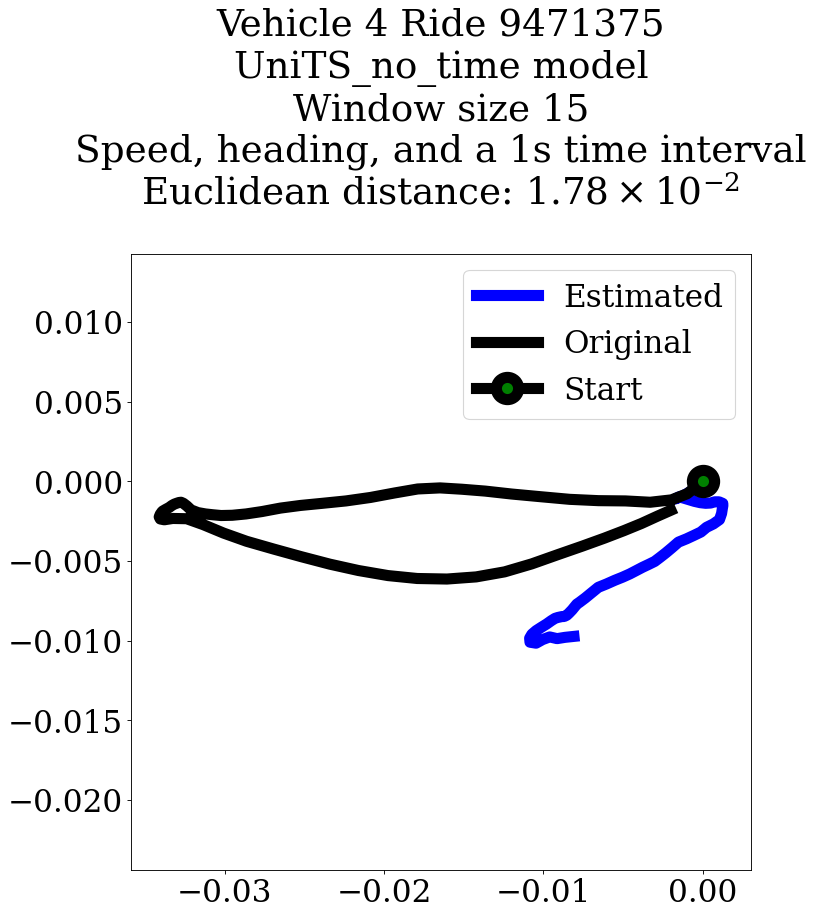 Vehicle 4 Ride 9471375
UniTS_no_time model
Window size 15
Speed, heading, and a 1s time interval
Euclidean distance: 1.78 × 10⁻²
Estimated
Original
Start
0.010
0.005
0.000
−0.005
−0.010
−0.015
−0.020
−0.03
−0.02
−0.01
0.00